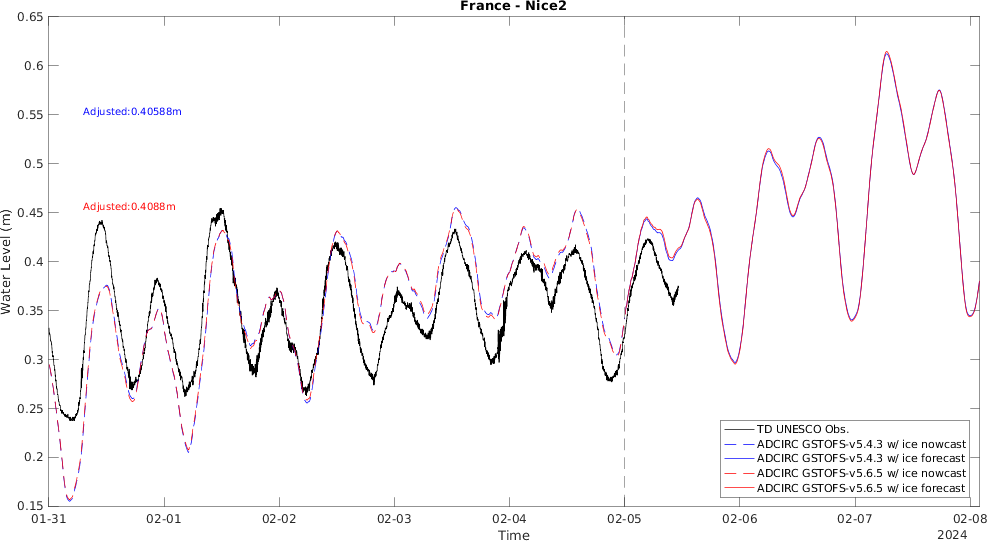 France - Nice2
0.65
0.6
0.55
0.5
0.45
0.4
0.35
0.3
0.25
0.2
0.15
Water Level (m)
Adjusted:0.40588m
Adjusted:0.4088m
TD UNESCO Obs.
ADCIRC GSTOFS-v5.4.3 w/ ice nowcast
ADCIRC GSTOFS-v5.4.3 w/ ice forecast
ADCIRC GSTOFS-v5.6.5 w/ ice nowcast
ADCIRC GSTOFS-v5.6.5 w/ ice forecast
01-31 02-01 02-02 02-03 02-04 02-05 02-06 02-07 02-08
Time
2024